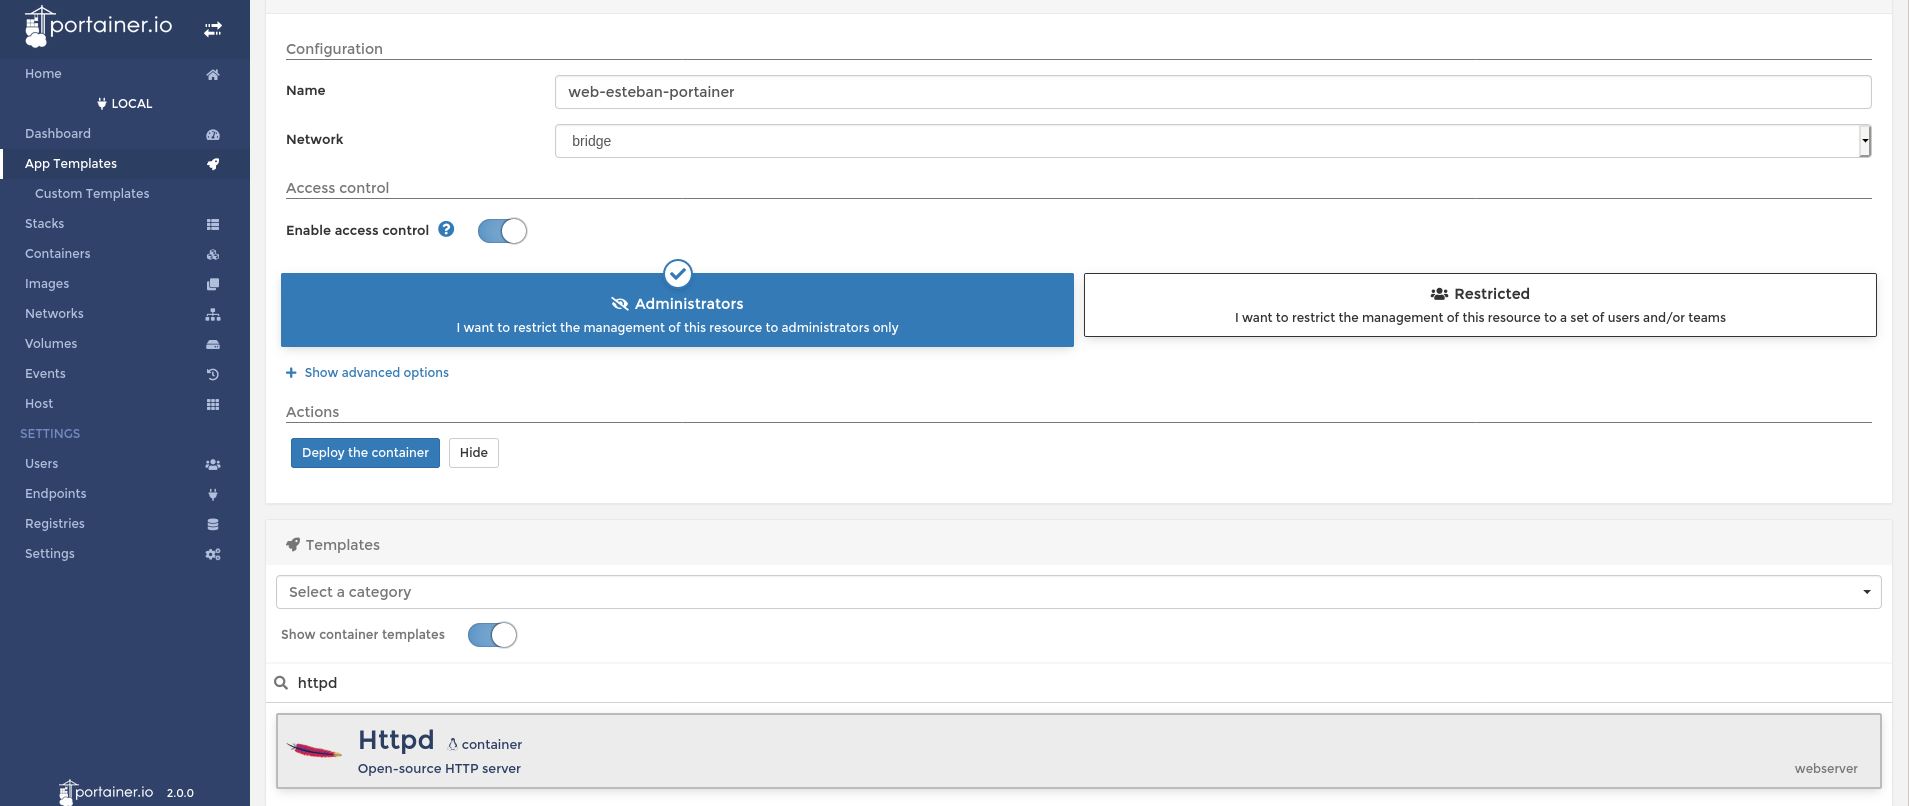 portainer.io
Home
LOCAL
Dashboard
App Templates
Custom Templates
Stacks
Containers
Images
Networks
Volumes
Events
Host
SETTINGS
Users
Endpoints
Registries
Settings
portainer.io 2.0.0
Configuration
Name web-esteban-portainer
Network bridge
Access control
Enable access control ?
Administrators
I want to restrict the management of this resource to administrators only
Restricted
I want to restrict the management of this resource to a set of users and/or teams
+ Show advanced options
Actions
Deploy the container Hide
Templates
Select a category
Show container templates
httpd
Httpd container
Open-source HTTP server
webserver